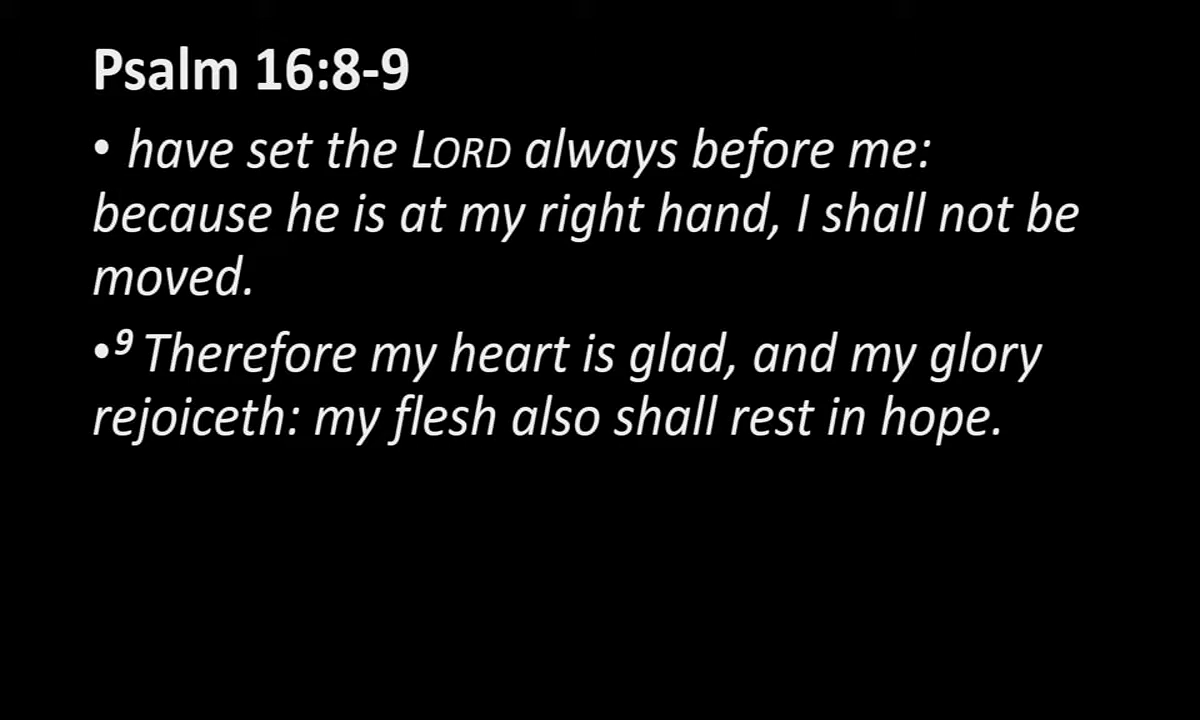 Psalm 16:8-9
• have set the LORD always before me:
because he is at my right hand, I shall not be
moved.
•9 Therefore my heart is glad, and my glory
rejoiceth: my flesh also shall rest in hope.